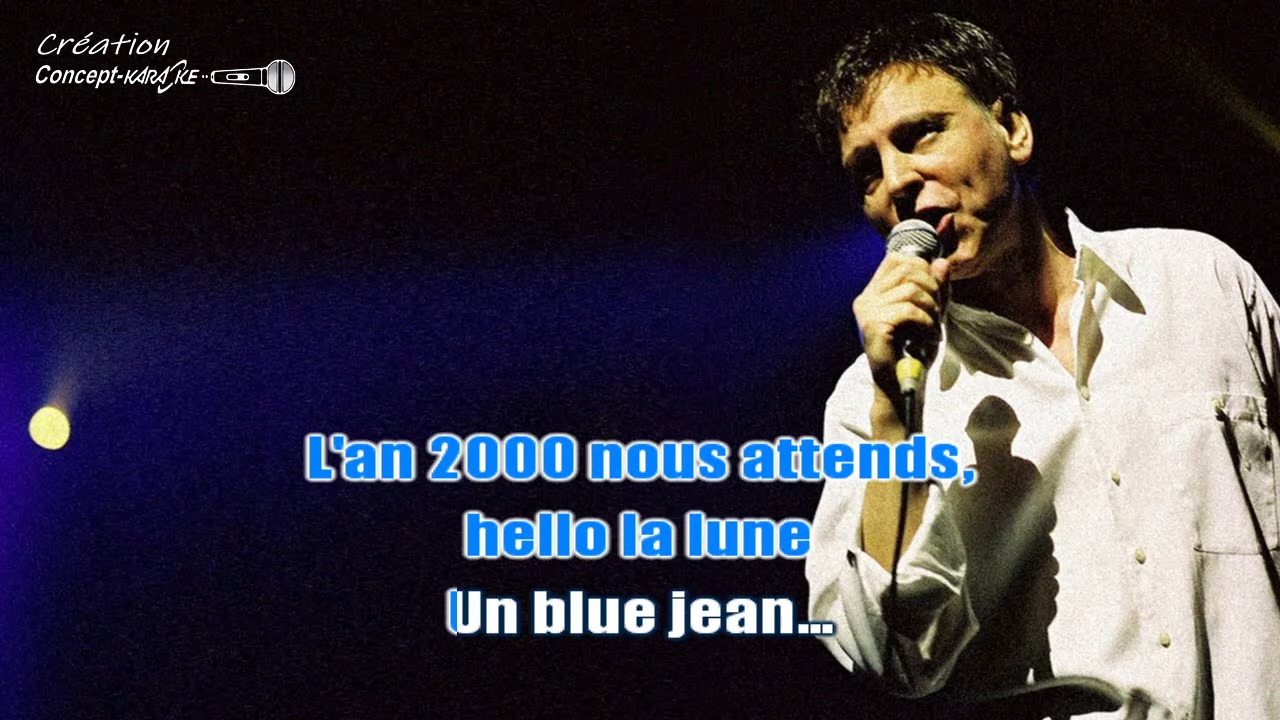 Création
Concept-KARAOKE
L'an 2000 nous attends,
hello la lune
Un blue jean...